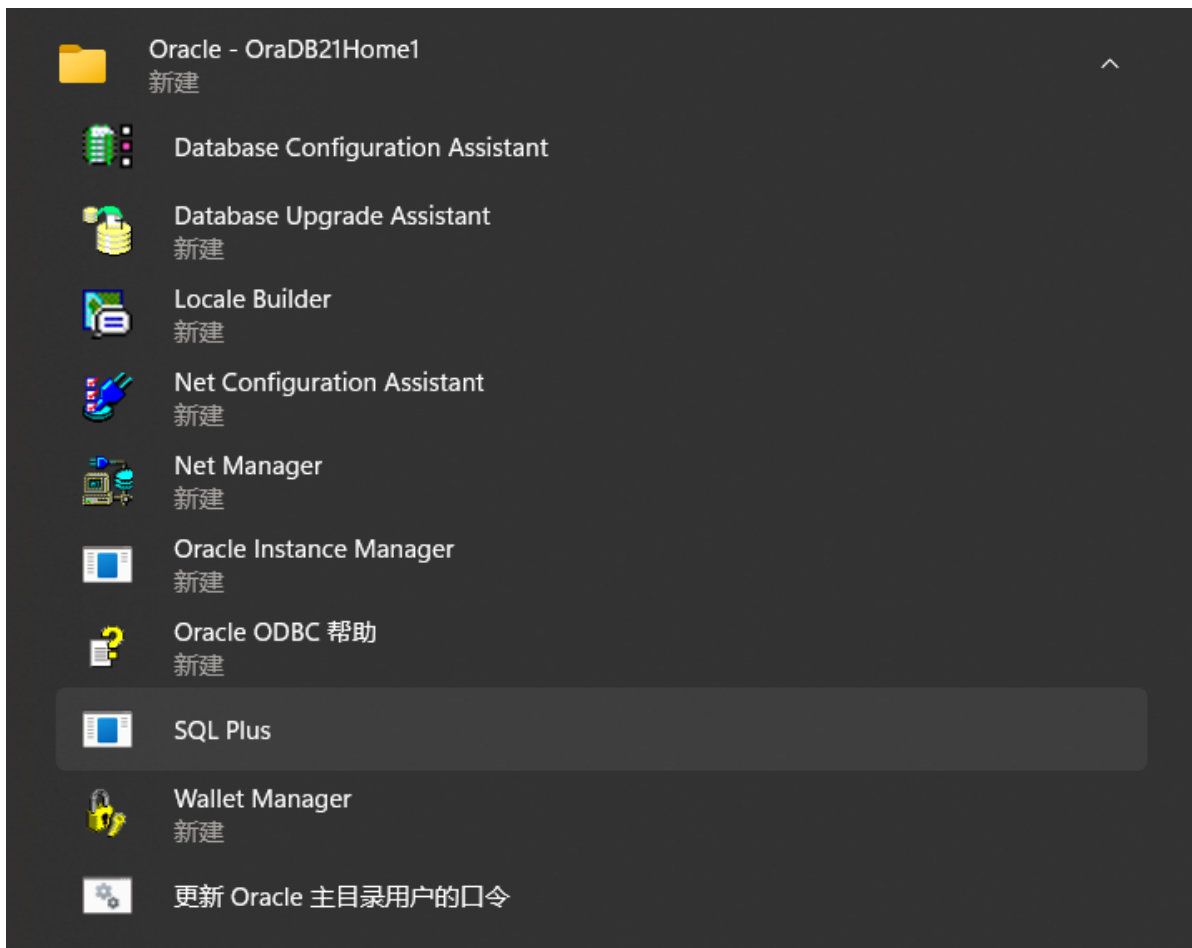 Oracle - OraDB21Home1
新建
Database Configuration Assistant
Database Upgrade Assistant
新建
Locale Builder
新建
Net Configuration Assistant
新建
Net Manager
新建
Oracle Instance Manager
新建
Oracle ODBC 帮助
新建
SQL Plus
Wallet Manager
新建
更新 Oracle 主目录用户的口令